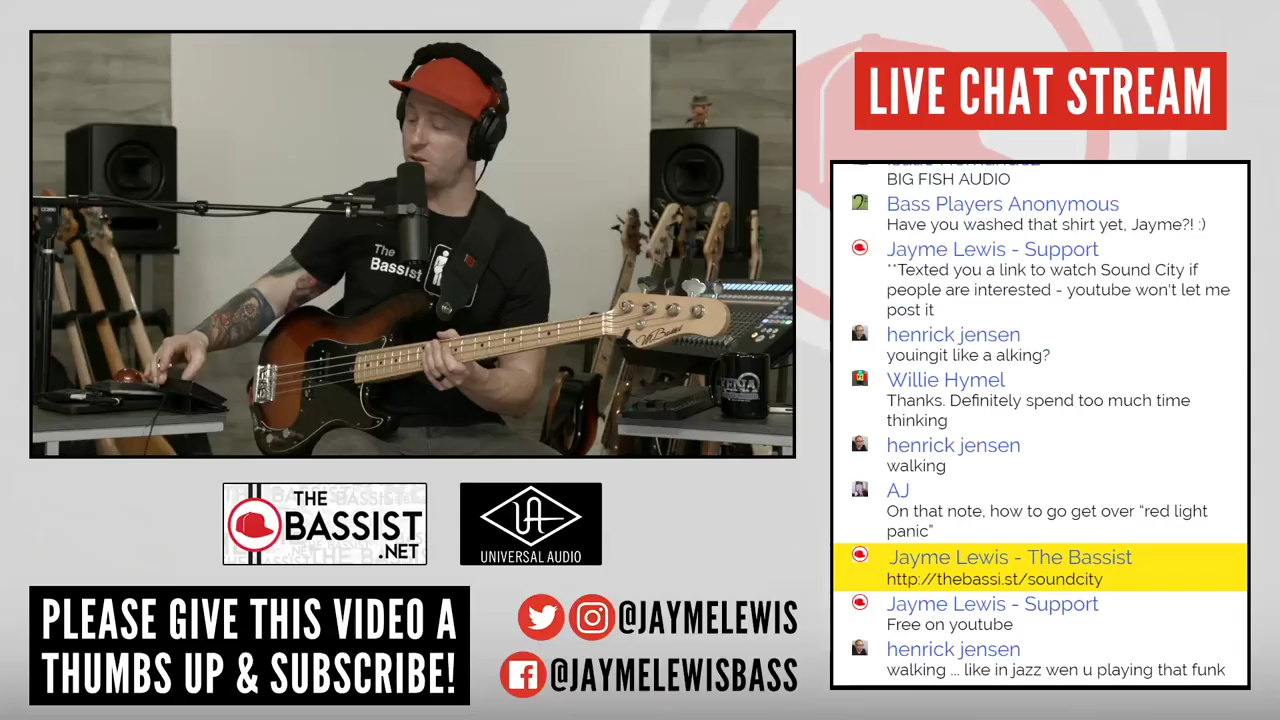 LIVE CHAT STREAM
BIG FISH AUDIO
Bass Players Anonymous
Have you washed that shirt yet, Jayme?! :)
Jayme Lewis - Support
**Texted you a link to watch Sound City if
people are interested - youtube won't let me
post it
henrick jensen
youingit like a alking?
Willie Hymel
Thanks. Definitely spend too much time
thinking
henrick jensen
walking
AJ
On that note, how to go get over “red light
panic”
Jayme Lewis - The Bassist
http://thebassi.st/soundcity
Jayme Lewis - Support
Free on youtube
henrick jensen
walking ... like in jazz wen u playing that funk
The
Bassist
XENA
THE
BASSIST
.NET
UA
UNIVERSAL AUDIO
PLEASE GIVE THIS VIDEO A
THUMBS UP & SUBSCRIBE!
@JAYMELEWIS
@JAYMELEWISBASS